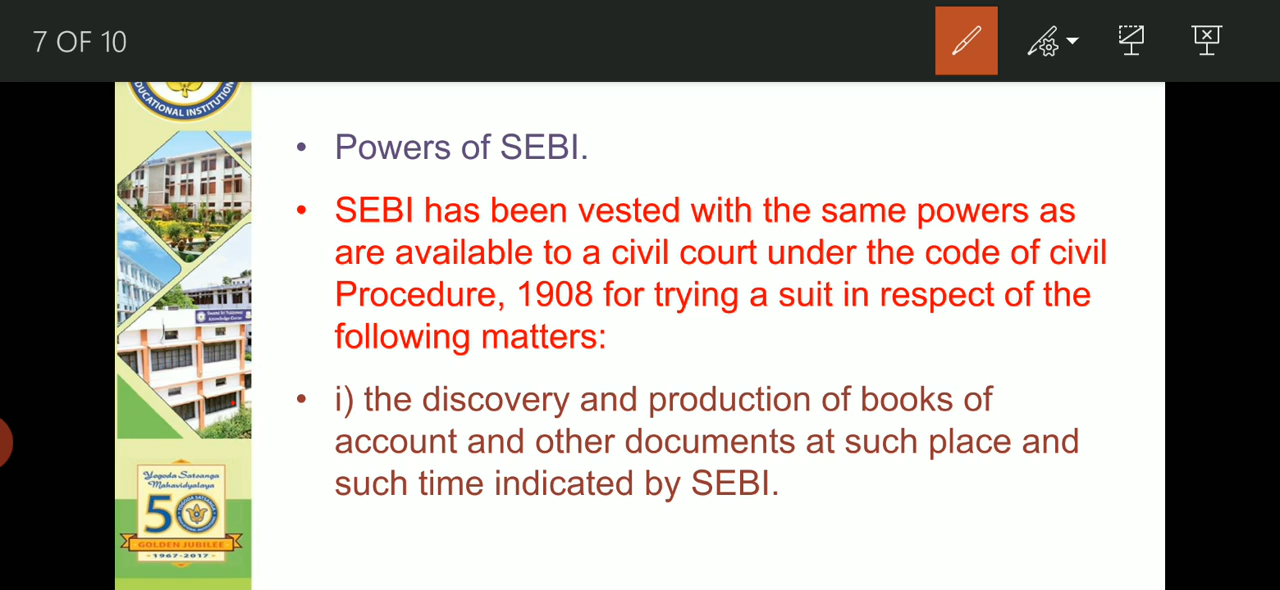 7 OF 10
UCATIONAL INSTITUTION
• Powers of SEBI.
• SEBI has been vested with the same powers as
are available to a civil court under the code of civil
Procedure, 1908 for trying a suit in respect of the
following matters:
• i) the discovery and production of books of
account and other documents at such place and
such time indicated by SEBI.
Yogoda Satsanga
Mahavidyalaya
50
GOLDEN JUBILEE
-1967-2017-